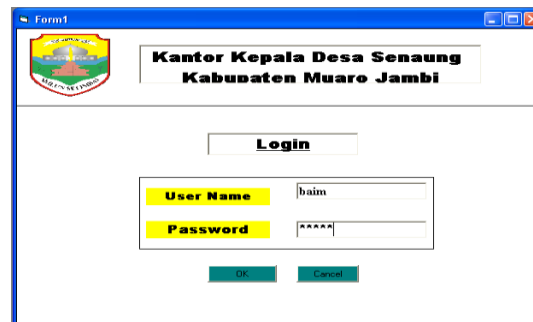 Form1
Kantor Kepala Desa Senaung
Kabupaten Muaro Jambi
Login
User Name
baim
Password
*****
OK
Cancel